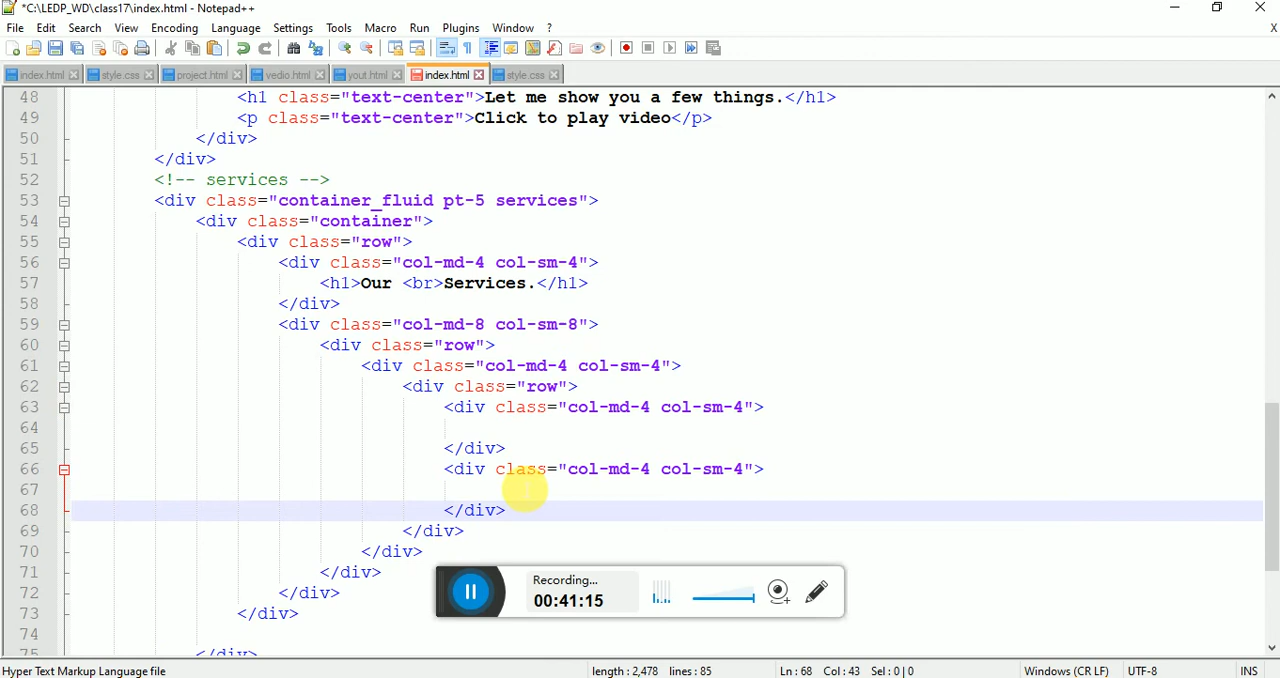 *C:\LEDP_WD\class17\index.html - Notepad++
File Edit Search View Encoding Language Settings Tools Macro Run Plugins Window ? X
index.html style.css project.html vedio.html yout.html index.html style.css
48 <h1 class="text-center">Let me show you a few things.</h1>
49 <p class="text-center">Click to play video</p>
50 </div>
51 </div>
52 <!-- services -->
53 <div class="container_fluid pt-5 services">
54 <div class="container">
55 <div class="row">
56 <div class="col-md-4 col-sm-4">
57 <h1>Our <br>Services.</h1>
58 </div>
59 <div class="col-md-8 col-sm-8">
60 <div class="row">
61 <div class="col-md-4 col-sm-4">
62 <div class="row">
63 <div class="col-md-4 col-sm-4">
64
65 </div>
66 <div class="col-md-4 col-sm-4">
67
68 </div>
69 </div>
70 </div>
71 </div>
72 </div>
73 </div>
74
75 </div>
Recording...
00:41:15
Hyper Text Markup Language file length : 2,478 lines : 85 Ln : 68 Col : 43 Sel : 0 | 0 Windows (CR LF) UTF-8 INS